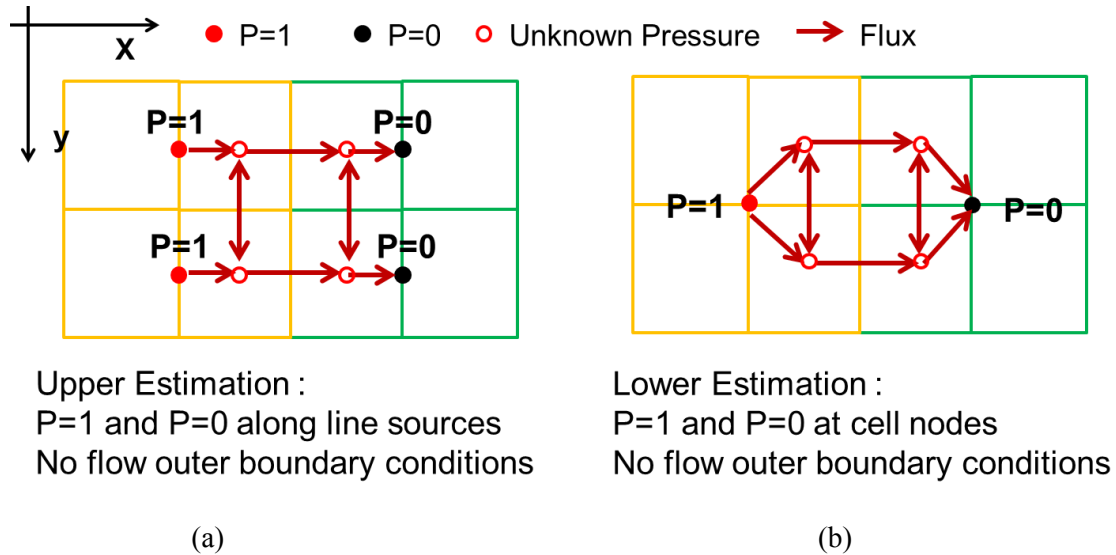 X
y
P=1
P=0
Unknown Pressure
Flux
P=1
P=0
P=1
P=0
P=1
P=0
Upper Estimation :
P=1 and P=0 along line sources
No flow outer boundary conditions
Lower Estimation :
P=1 and P=0 at cell nodes
No flow outer boundary conditions
(a)
(b)